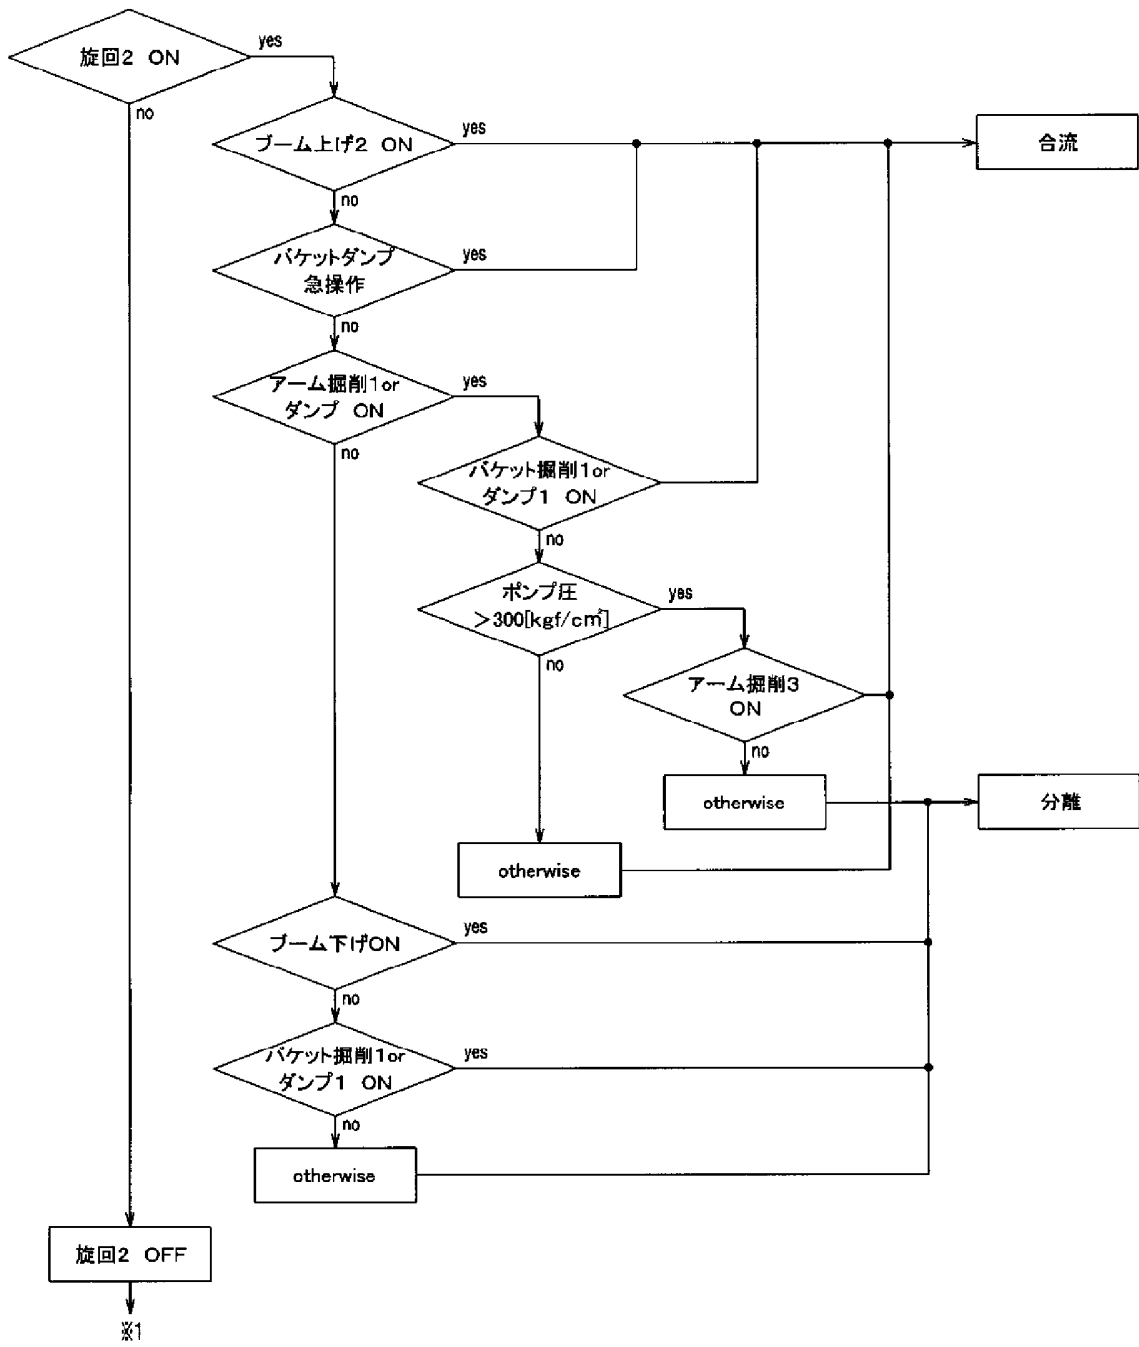 旋回2 ON
yes
no
ブーム上げ2 ON
yes
合流
no
バケットダンプ
急操作
yes
no
アーム掘削1or
ダンプ ON
yes
no
バケット掘削1or
ダンプ1 ON
no
ポンプ圧
>300[kgf/c㎡]
yes
no
アーム掘削3
ON
no
otherwise
分離
otherwise
ブーム下げON
yes
no
バケット掘削1or
ダンプ1 ON
yes
no
otherwise
旋回2 OFF
※1